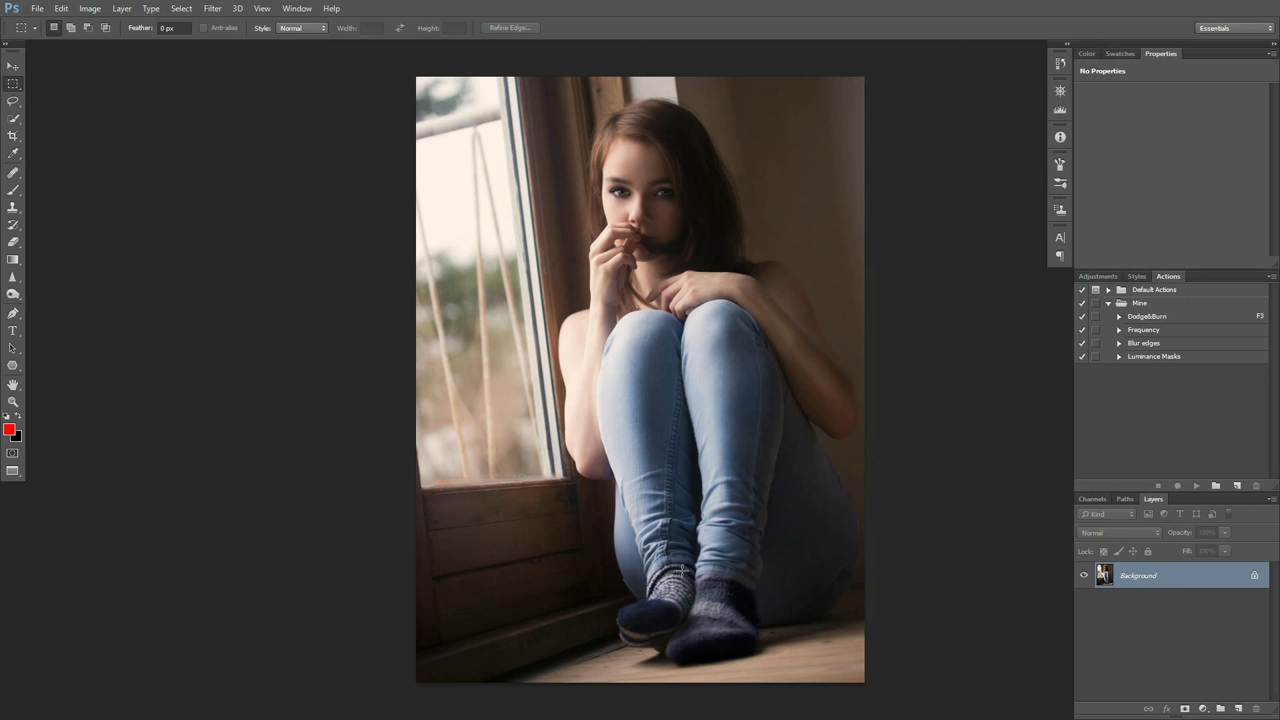 Ps File Edit Image Layer Type Select Filter 3D View Window Help
Feather: 0 px Anti-alias Style: Normal Width: Height: Refine Edge... Essentials
Color Swatches Properties
No Properties
Adjustments Styles Actions
Default Actions
Mine
Dodge&Burn F3
Frequency
Blur edges
Luminance Masks
Channels Paths Layers
Kind
Normal Opacity: 100%
Lock: Fill: 100%
Background